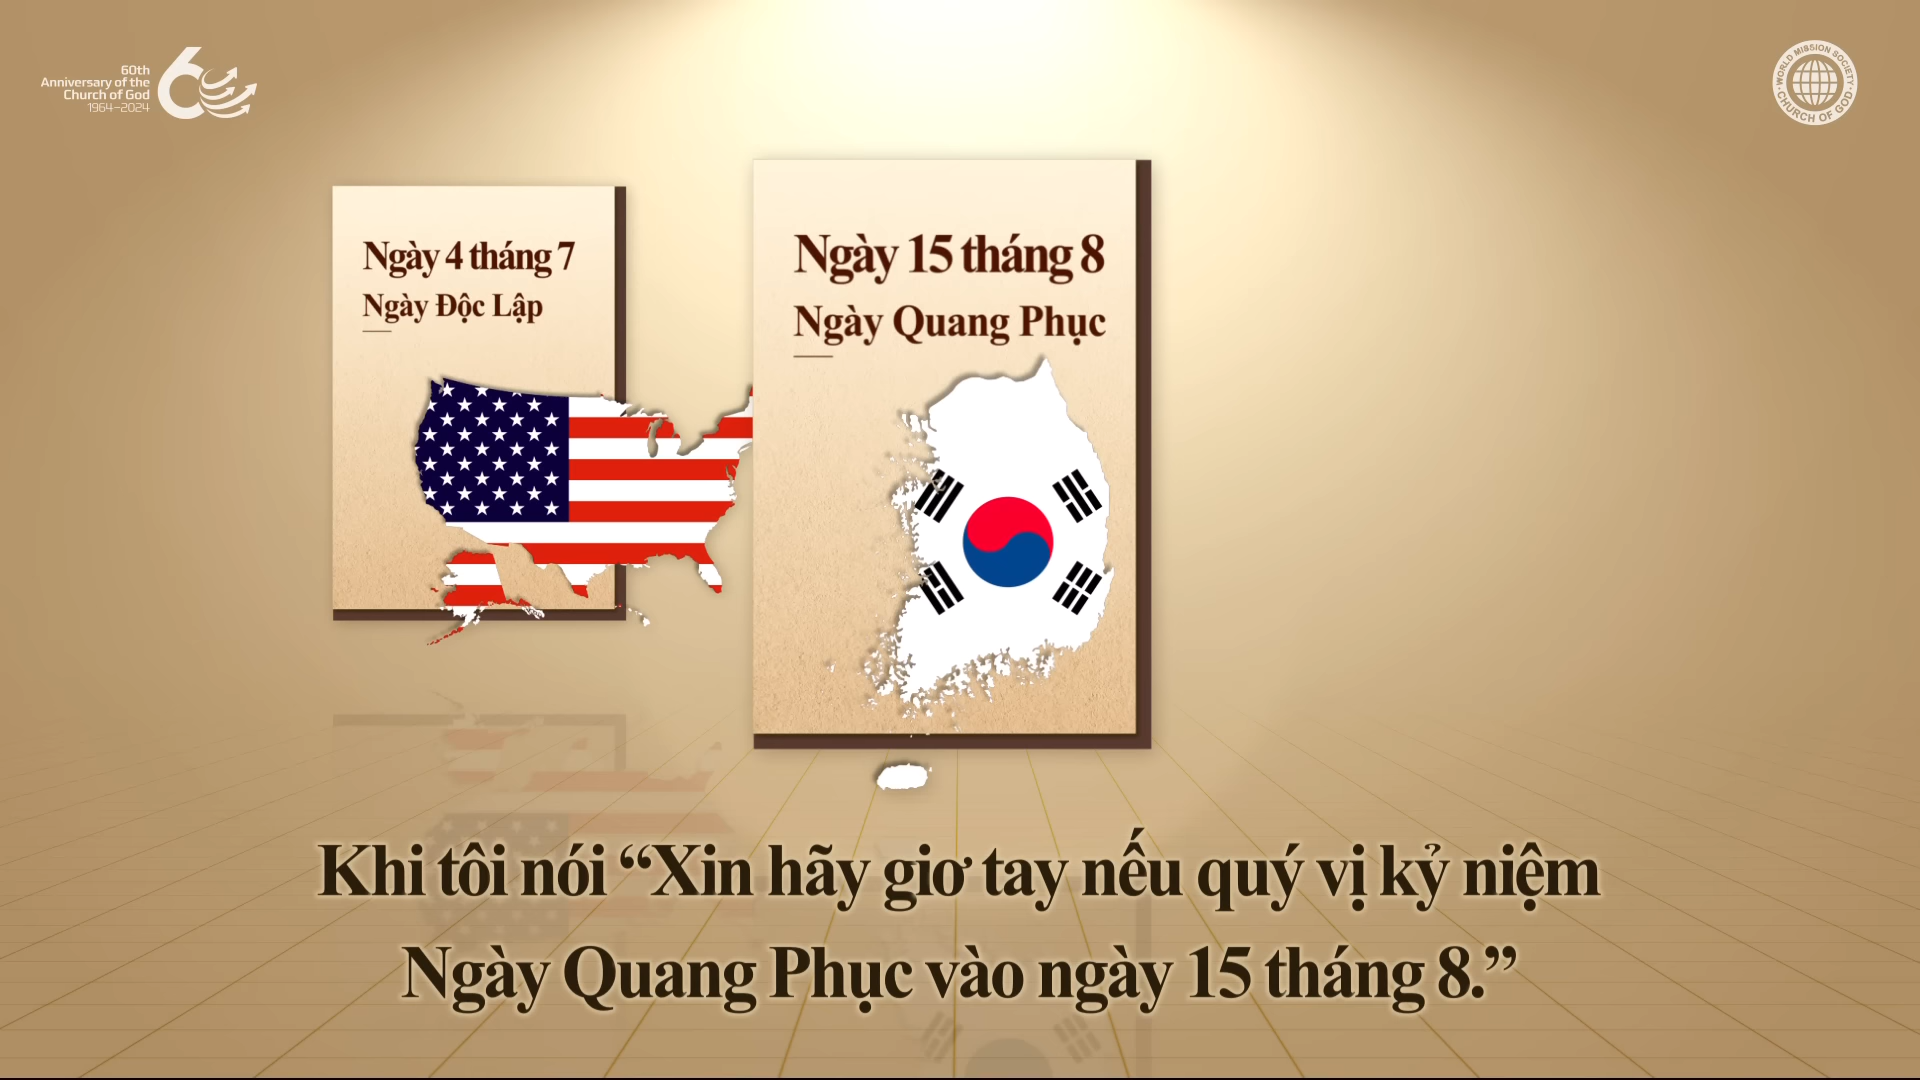 60th
Anniversary of the
Church of God
1964–2024
WORLD MISSION SOCIETY
CHURCH OF GOD
Ngày 4 tháng 7
Ngày Độc Lập
Ngày 15 tháng 8
Ngày Quang Phục
Khi tôi nói “Xin hãy giơ tay nếu quý vị kỷ niệm
Ngày Quang Phục vào ngày 15 tháng 8.”